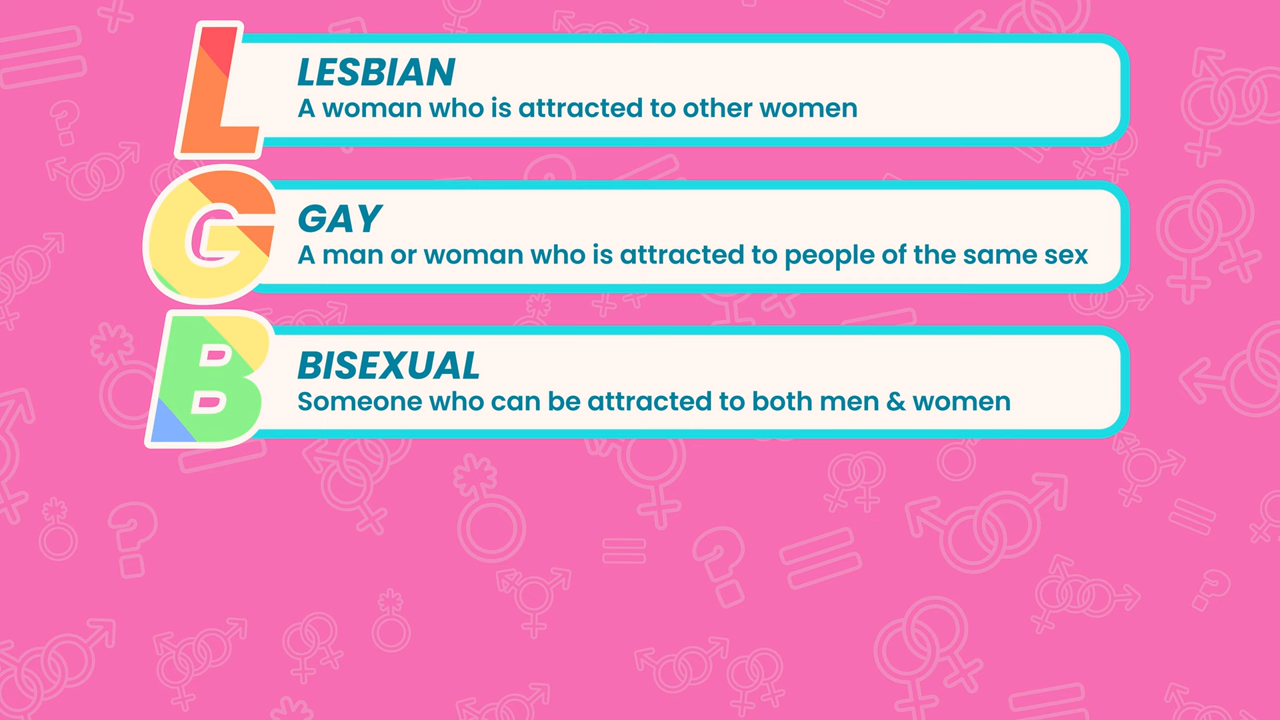 L
LESBIAN
A woman who is attracted to other women
G
GAY
A man or woman who is attracted to people of the same sex
B
BISEXUAL
Someone who can be attracted to both men & women